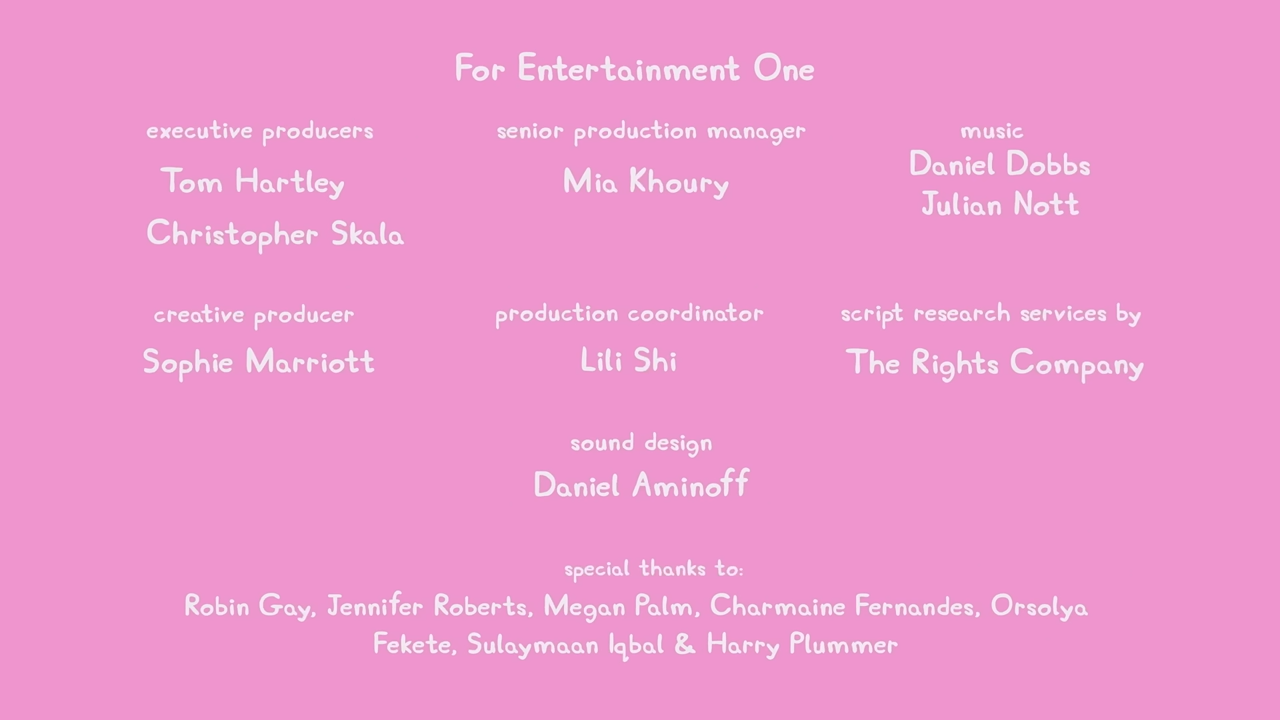 For Entertainment One
executive producers
Tom Hartley
Christopher Skala
senior production manager
Mia Khoury
music
Daniel Dobbs
Julian Nott
creative producer
Sophie Marriott
production coordinator
Lili Shi
script research services by
The Rights Company
sound design
Daniel Aminoff
special thanks to:
Robin Gay, Jennifer Roberts, Megan Palm, Charmaine Fernandes, Orsolya
Fekete, Sulaymaan Iqbal & Harry Plummer